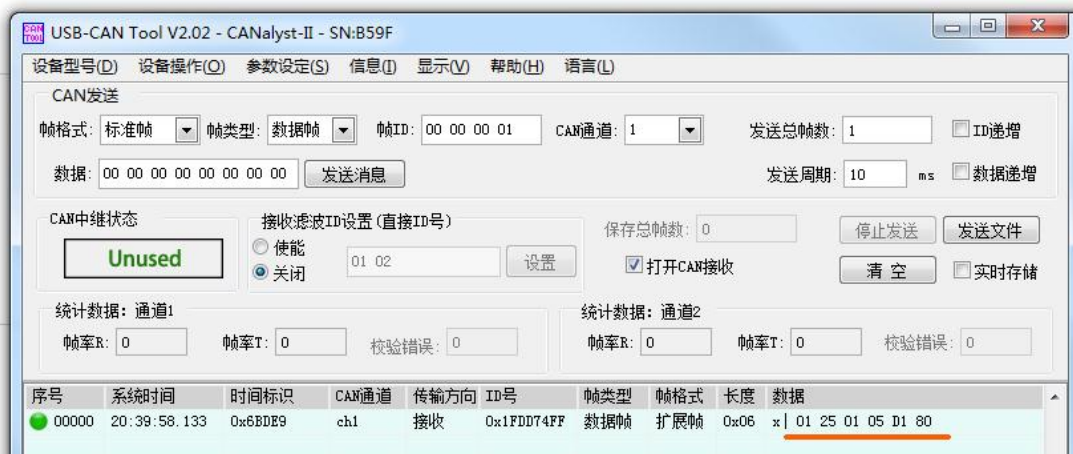 USB-CAN Tool V2.02 - CANalyst-II - SN:B59F
设备型号(D) 设备操作(O) 参数设定(S) 信息(I) 显示(V) 帮助(H) 语言(L)
CAN发送
帧格式: 标准帧 帧类型: 数据帧 帧ID: 00 00 00 01 CAN通道: 1 发送总帧数: 1 ID递增
数据: 00 00 00 00 00 00 00 00 发送消息 发送周期: 10 ms 数据递增
CAN中继状态 接收滤波ID设置(直接ID号) 保存总帧数: 0 停止发送 发送文件
Unused 使能 01 02 设置 打开CAN接收 清空 实时存储
关闭
统计数据: 通道1 统计数据: 通道2
帧率R: 0 帧率T: 0 校验错误: 0 帧率R: 0 帧率T: 0 校验错误: 0
序号 系统时间 时间标识 CAN通道 传输方向 ID号 帧类型 帧格式 长度 数据
00000 20:39:58.133 0x6BDE9 ch1 接收 0x1FDD74FF 数据帧 扩展帧 0x06 x| 01 25 01 05 D1 80